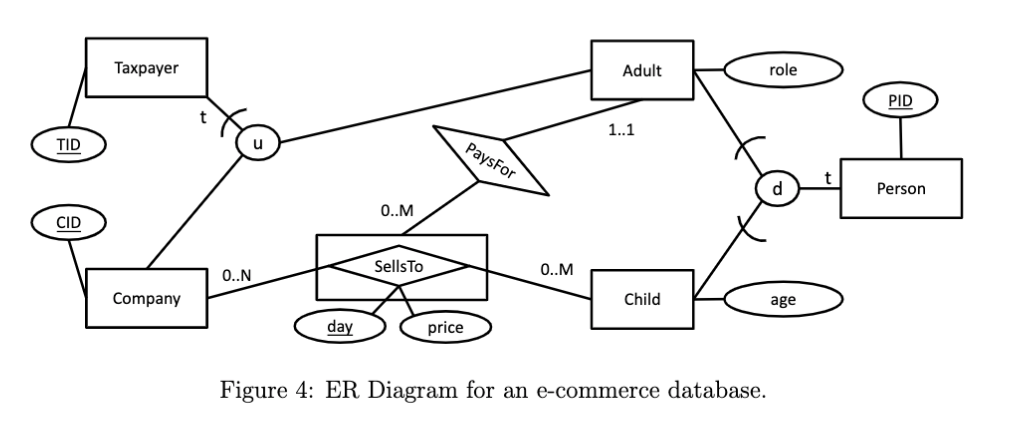 Taxpayer
Adult
role
t
PID
TID
u
1..1
PaysFor
d
t
Person
0..M
CID
SellsTo
0..N
0..M
Company
Child
age
day
price
Figure 4: ER Diagram for an e-commerce database.